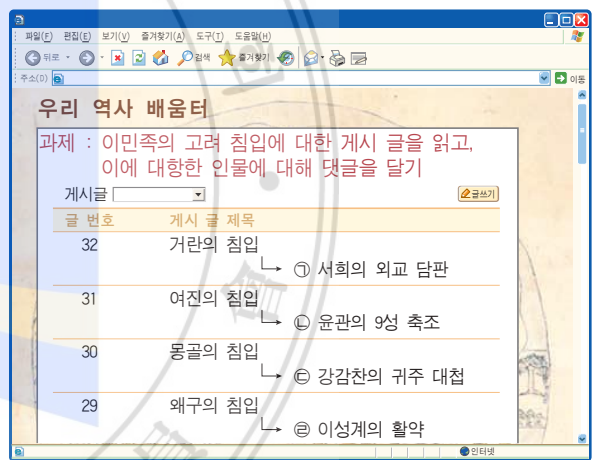 파일(F) 편집(E) 보기(V) 즐겨찾기(A) 도구(T) 도움말(H)
뒤로 검색 즐겨찾기
주소(D) 이동
우리 역사 배움터
과제 : 이민족의 고려 침입에 대한 게시 글을 읽고,
이에 대항한 인물에 대해 댓글을 달기
게시글 글쓰기
글 번호 게시 글 제목
32 거란의 침입
㉠ 서희의 외교 담판
31 여진의 침입
㉡ 윤관의 9성 축조
30 몽골의 침입
㉢ 강감찬의 귀주 대첩
29 왜구의 침입
㉣ 이성계의 활약
인터넷